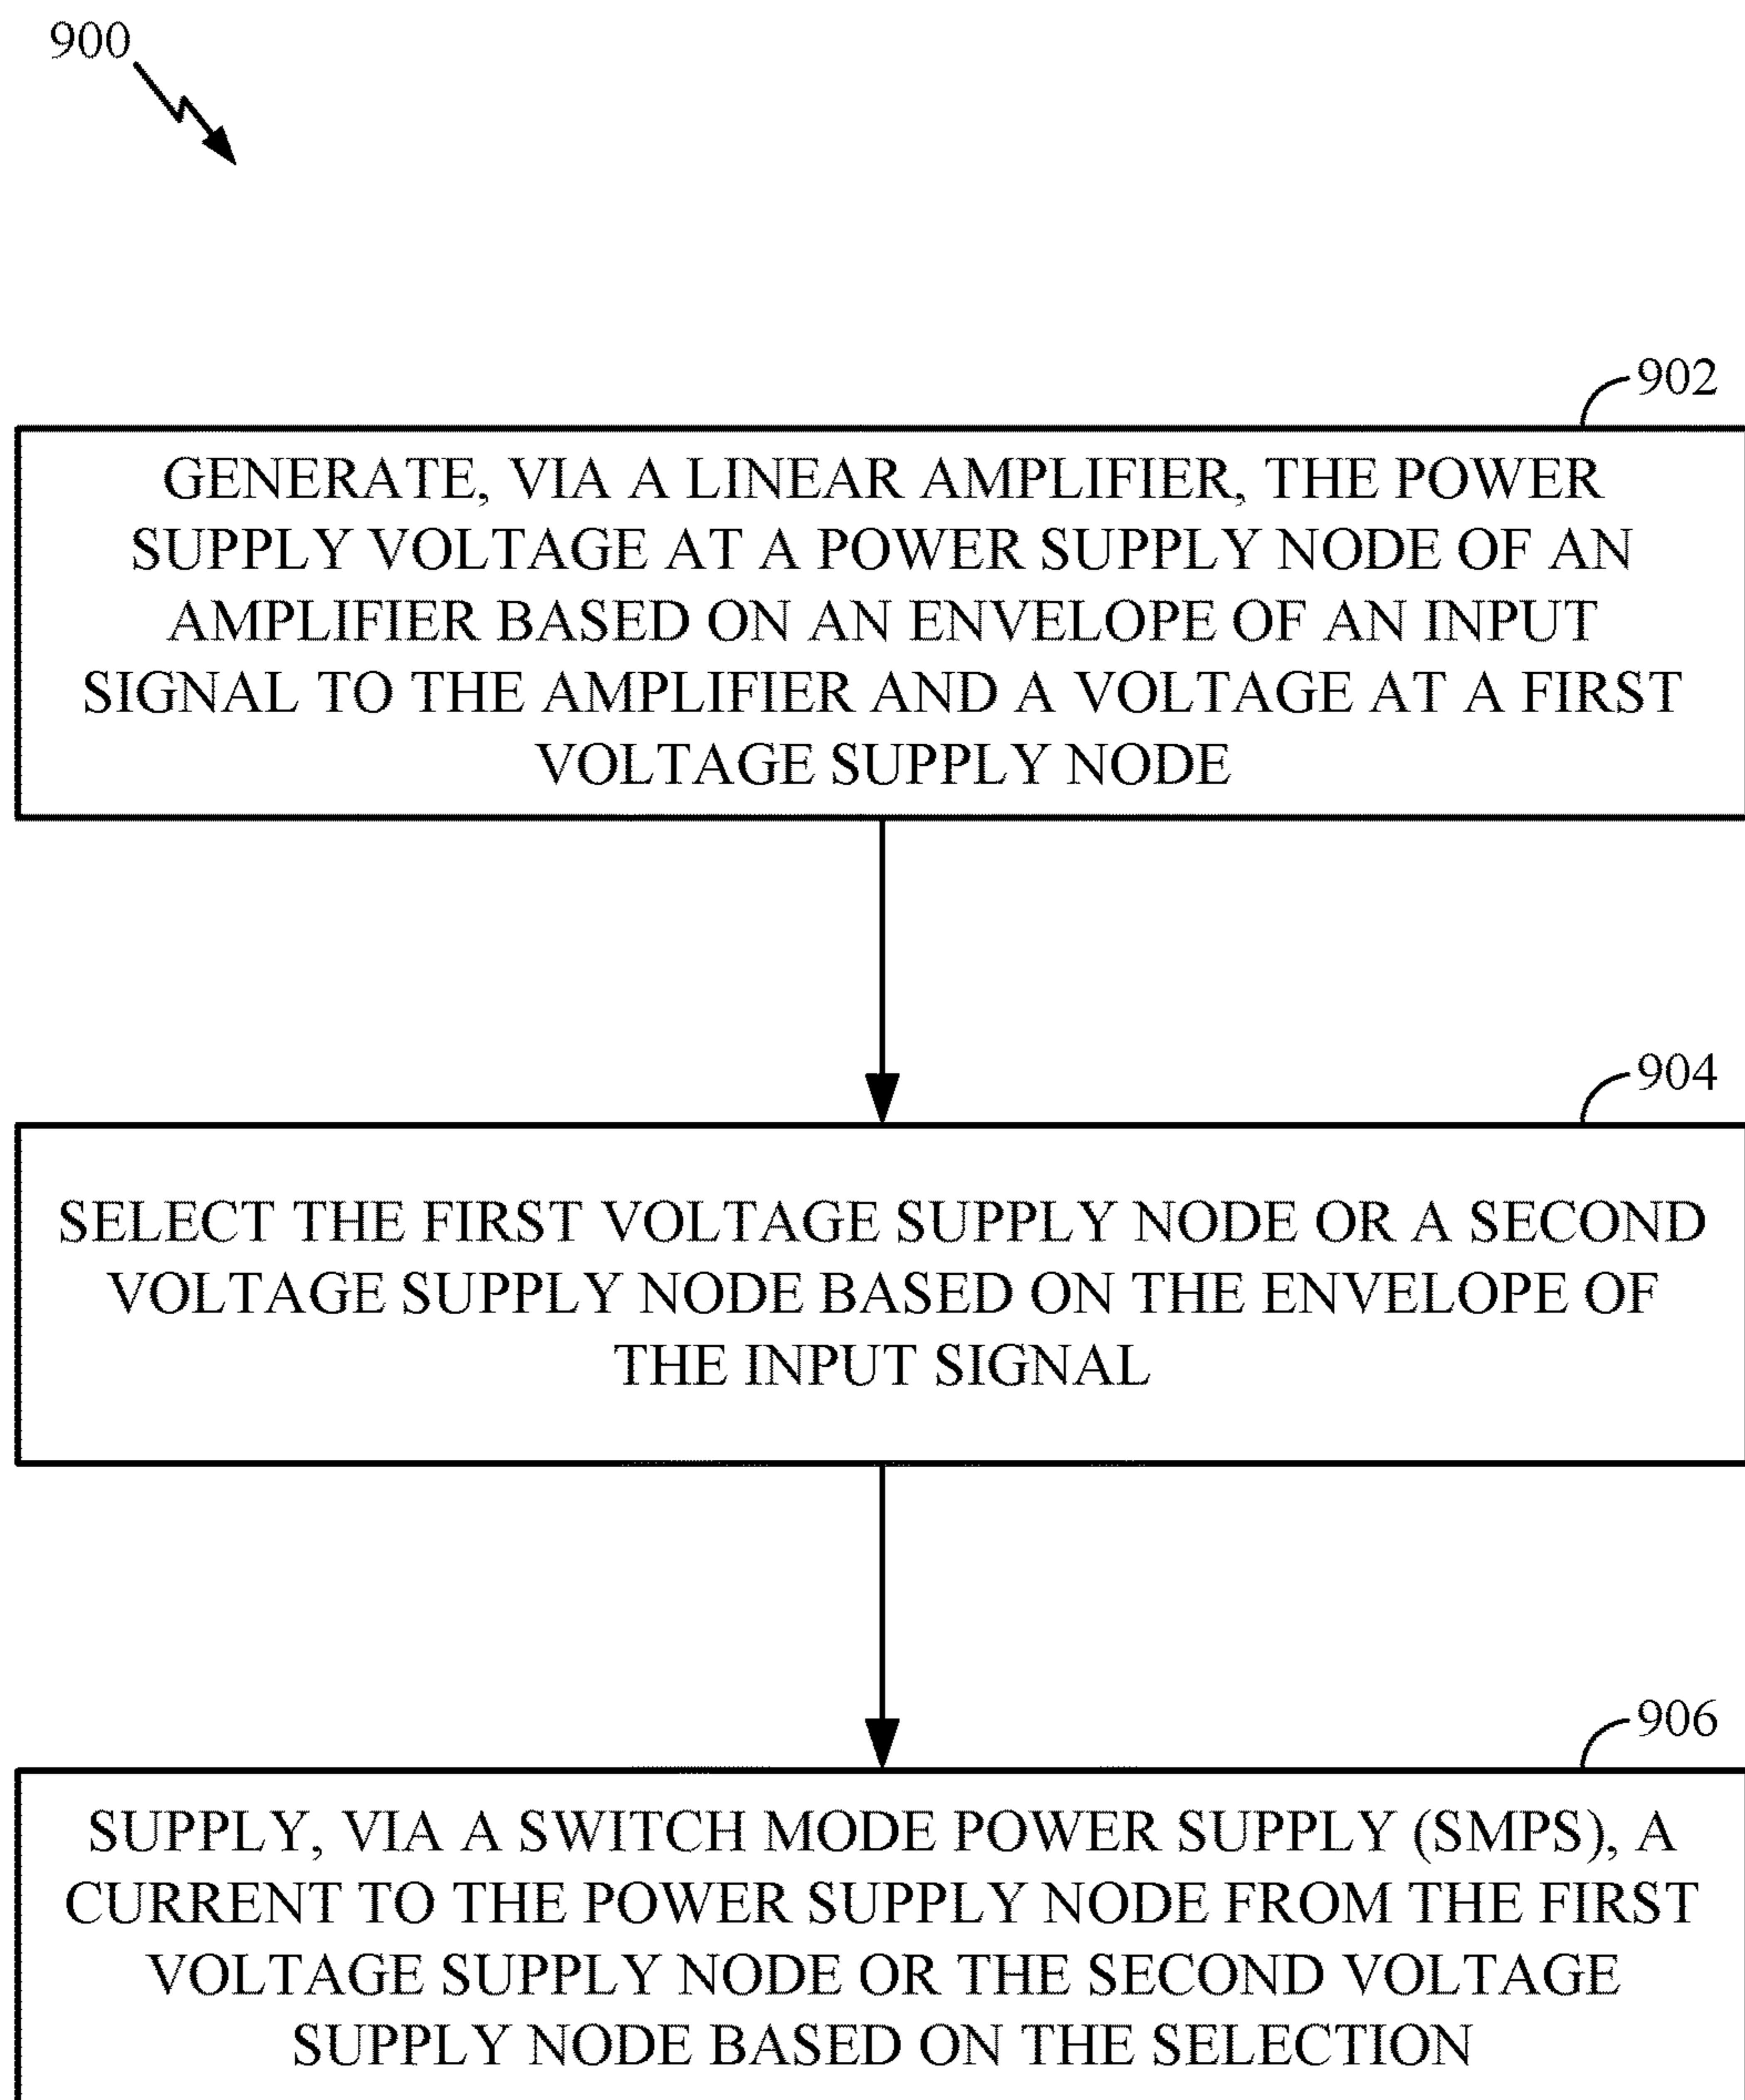 900
902
GENERATE, VIA A LINEAR AMPLIFIER, THE POWER
SUPPLY VOLTAGE AT A POWER SUPPLY NODE OF AN
AMPLIFIER BASED ON AN ENVELOPE OF AN INPUT
SIGNAL TO THE AMPLIFIER AND A VOLTAGE AT A FIRST
VOLTAGE SUPPLY NODE
904
SELECT THE FIRST VOLTAGE SUPPLY NODE OR A SECOND
VOLTAGE SUPPLY NODE BASED ON THE ENVELOPE OF
THE INPUT SIGNAL
906
SUPPLY, VIA A SWITCH MODE POWER SUPPLY (SMPS), A
CURRENT TO THE POWER SUPPLY NODE FROM THE FIRST
VOLTAGE SUPPLY NODE OR THE SECOND VOLTAGE
SUPPLY NODE BASED ON THE SELECTION